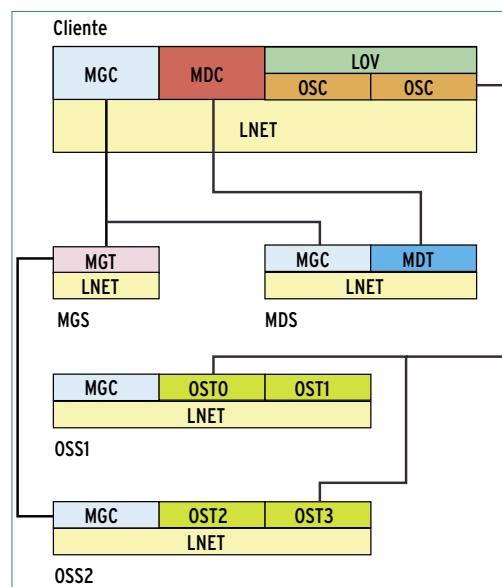 Cliente
MGC MDC LOV
OSC OSC
LNET
MGT
LNET
MGS
MGC MDT
LNET
MDS
MGC OST0 OST1
LNET
OSS1
MGC OST2 OST3
LNET
OSS2